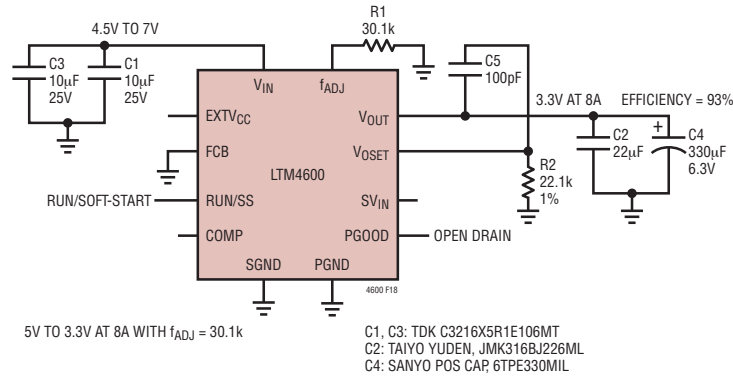 R1
30.1k
4.5V TO 7V
C3
10µF
25V
C1
10µF
25V
C5
100pF
VIN
fADJ
EXTVCC
VOUT
3.3V AT 8A
EFFICIENCY = 93%
FCB
VOSET
C2
22µF
+
C4
330µF
6.3V
LTM4600
R2
22.1k
1%
RUN/SOFT-START
RUN/SS
SVIN
COMP
PGOOD
OPEN DRAIN
SGND
PGND
4600 F18
5V TO 3.3V AT 8A WITH fADJ = 30.1k
C1, C3: TDK C3216X5R1E106MT
C2: TAIYO YUDEN, JMK316BJ226ML
C4: SANYO POS CAP, 6TPE330MIL